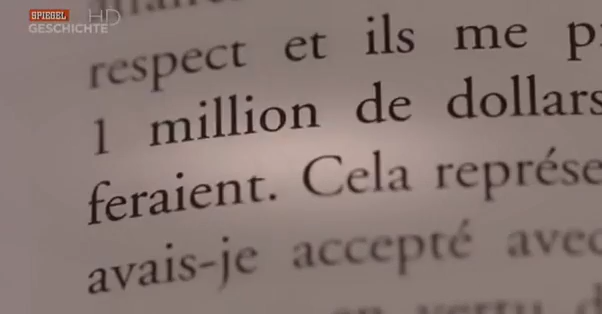 SPIEGEL HD
GESCHICHTE
respect et ils me
1 million de dollars
feraient. Cela représe
avais-je accepté avec